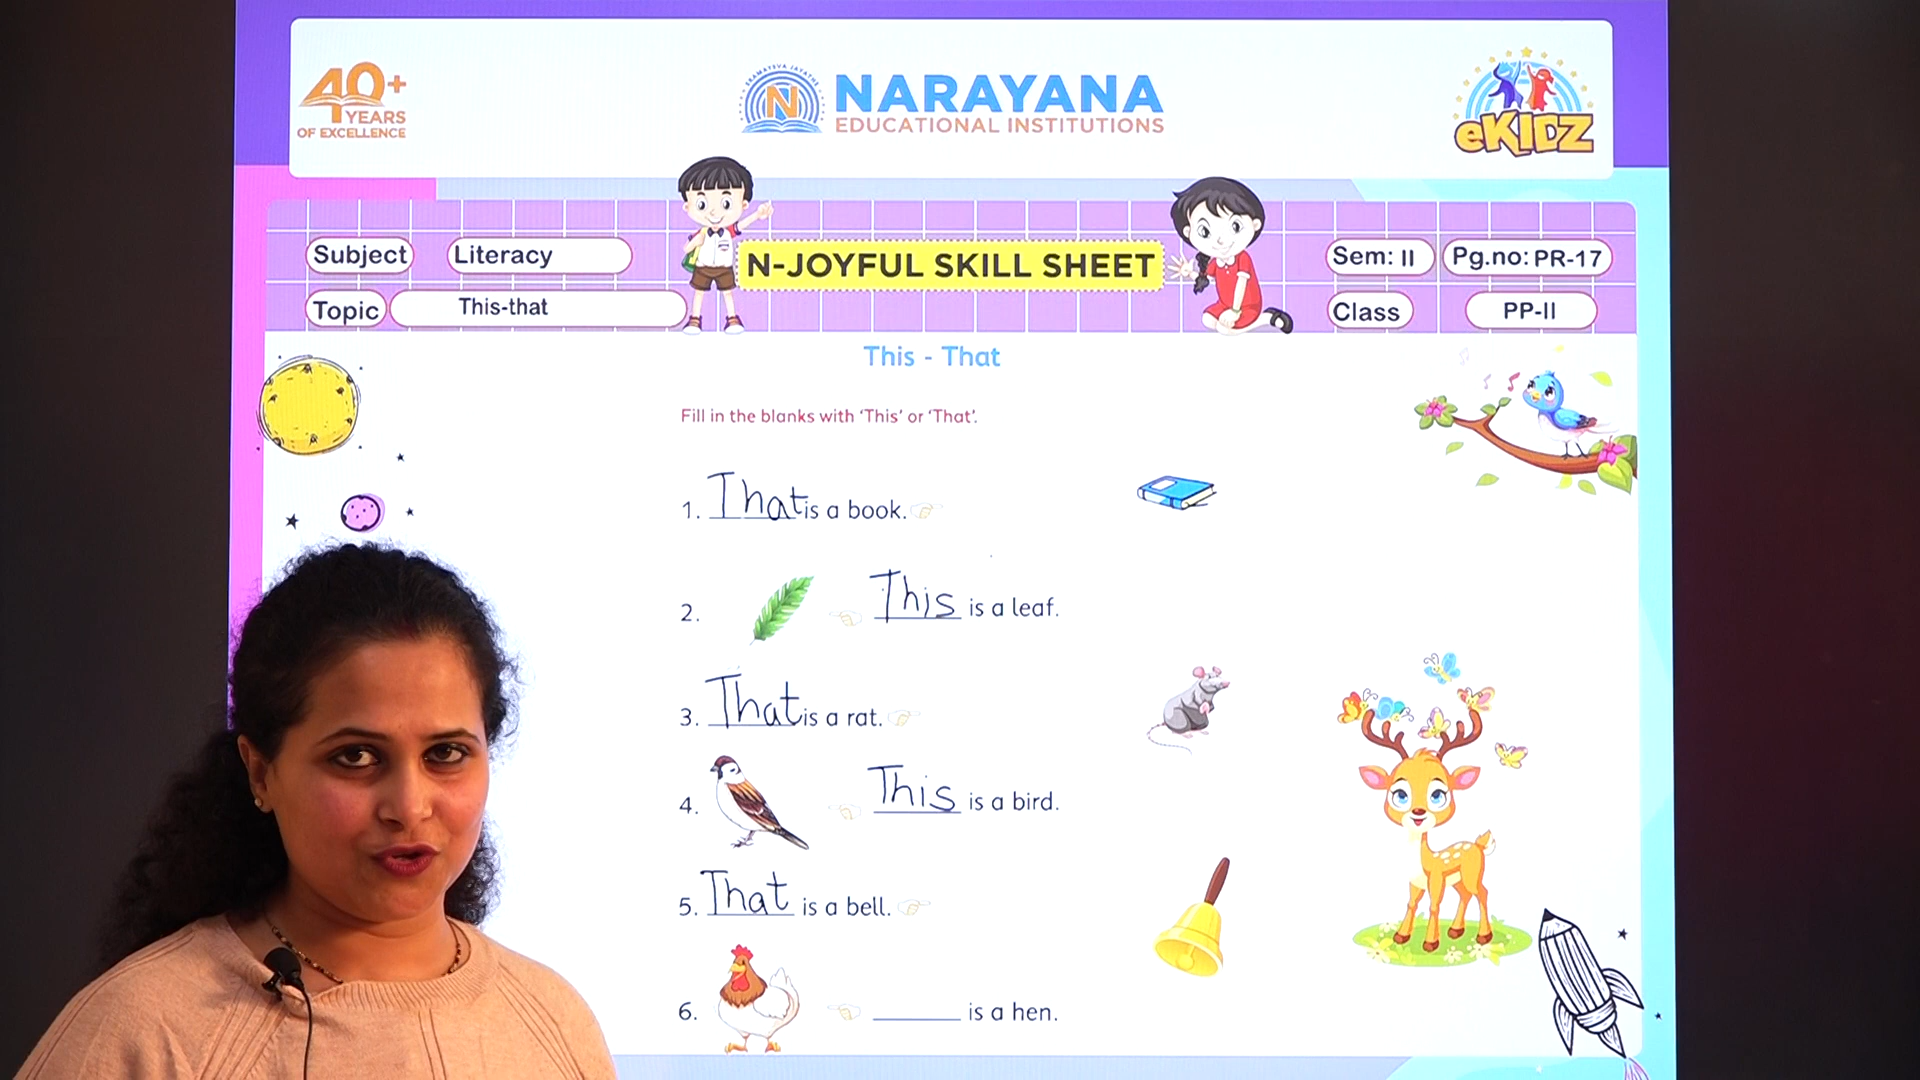 40+
YEARS
OF EXCELLENCE
N
NARAYANA
EDUCATIONAL INSTITUTIONS
eKIDZ
Subject Literacy
N-JOYFUL SKILL SHEET
Sem: II Pg.no: PR-17
Topic This-that
Class PP-II
This - That
Fill in the blanks with ‘This’ or ‘That’.
1. That is a book.
2. This is a leaf.
3. That is a rat.
4. This is a bird.
5. That is a bell.
6. ______ is a hen.